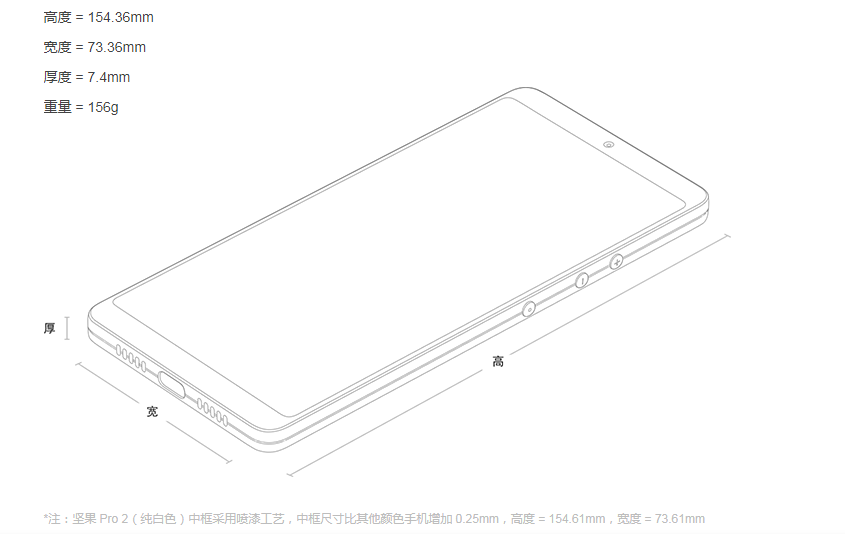 高度 = 154.36mm
宽度 = 73.36mm
厚度 = 7.4mm
重量 = 156g
厚
高
宽
*注：坚果 Pro 2（纯白色）中框采用喷漆工艺，中框尺寸比其他颜色手机增加 0.25mm，高度 = 154.61mm，宽度 = 73.61mm